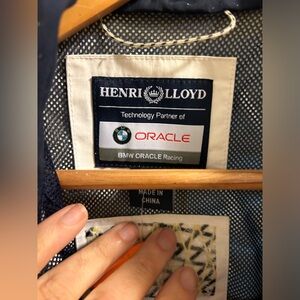 HENRI LLOYD
Technology Partner of
ORACLE
BMW ORACLE Racing
MADE IN
CHINA